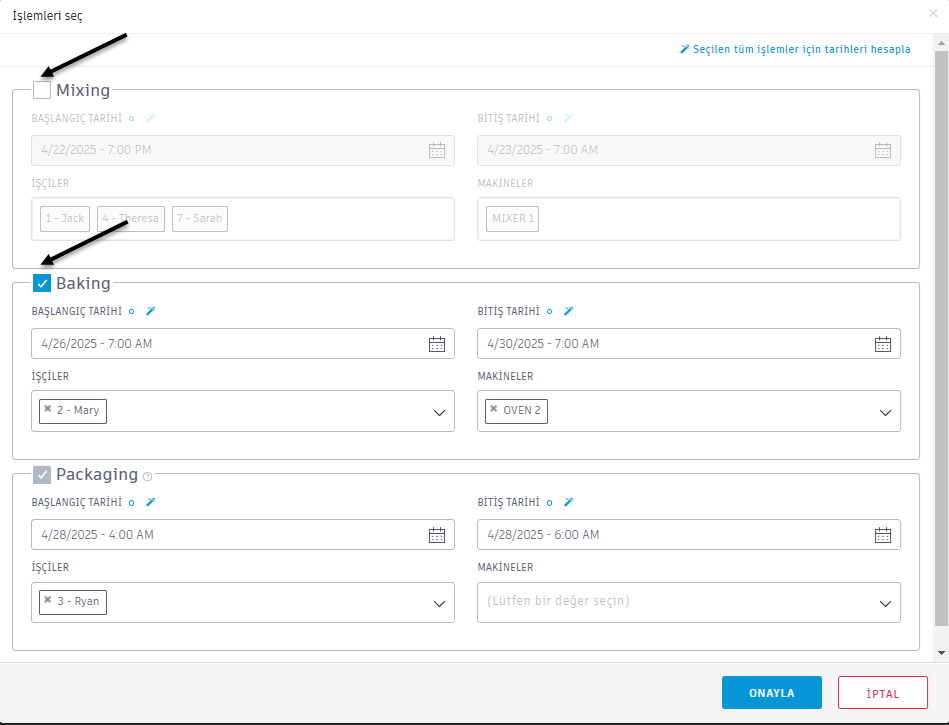 İşlemleri seç
Seçilen tüm işlemler için tarihleri hesapla
Mixing
BAŞLANGIÇ TARİHİ BİTİŞ TARİHİ
4/22/2025 - 7:00 PM 4/23/2025 - 7:00 AM
İŞÇİLER MAKİNELER
1 - Jack 4 - Theresa 7 - Sarah MIXER 1
Baking
BAŞLANGIÇ TARİHİ BİTİŞ TARİHİ
4/26/2025 - 7:00 AM 4/30/2025 - 7:00 AM
İŞÇİLER MAKİNELER
2 - Mary OVEN 2
Packaging
BAŞLANGIÇ TARİHİ BİTİŞ TARİHİ
4/28/2025 - 4:00 AM 4/28/2025 - 6:00 AM
İŞÇİLER MAKİNELER
3 - Ryan (Lütfen bir değer seçin)
ONAYLA İPTAL